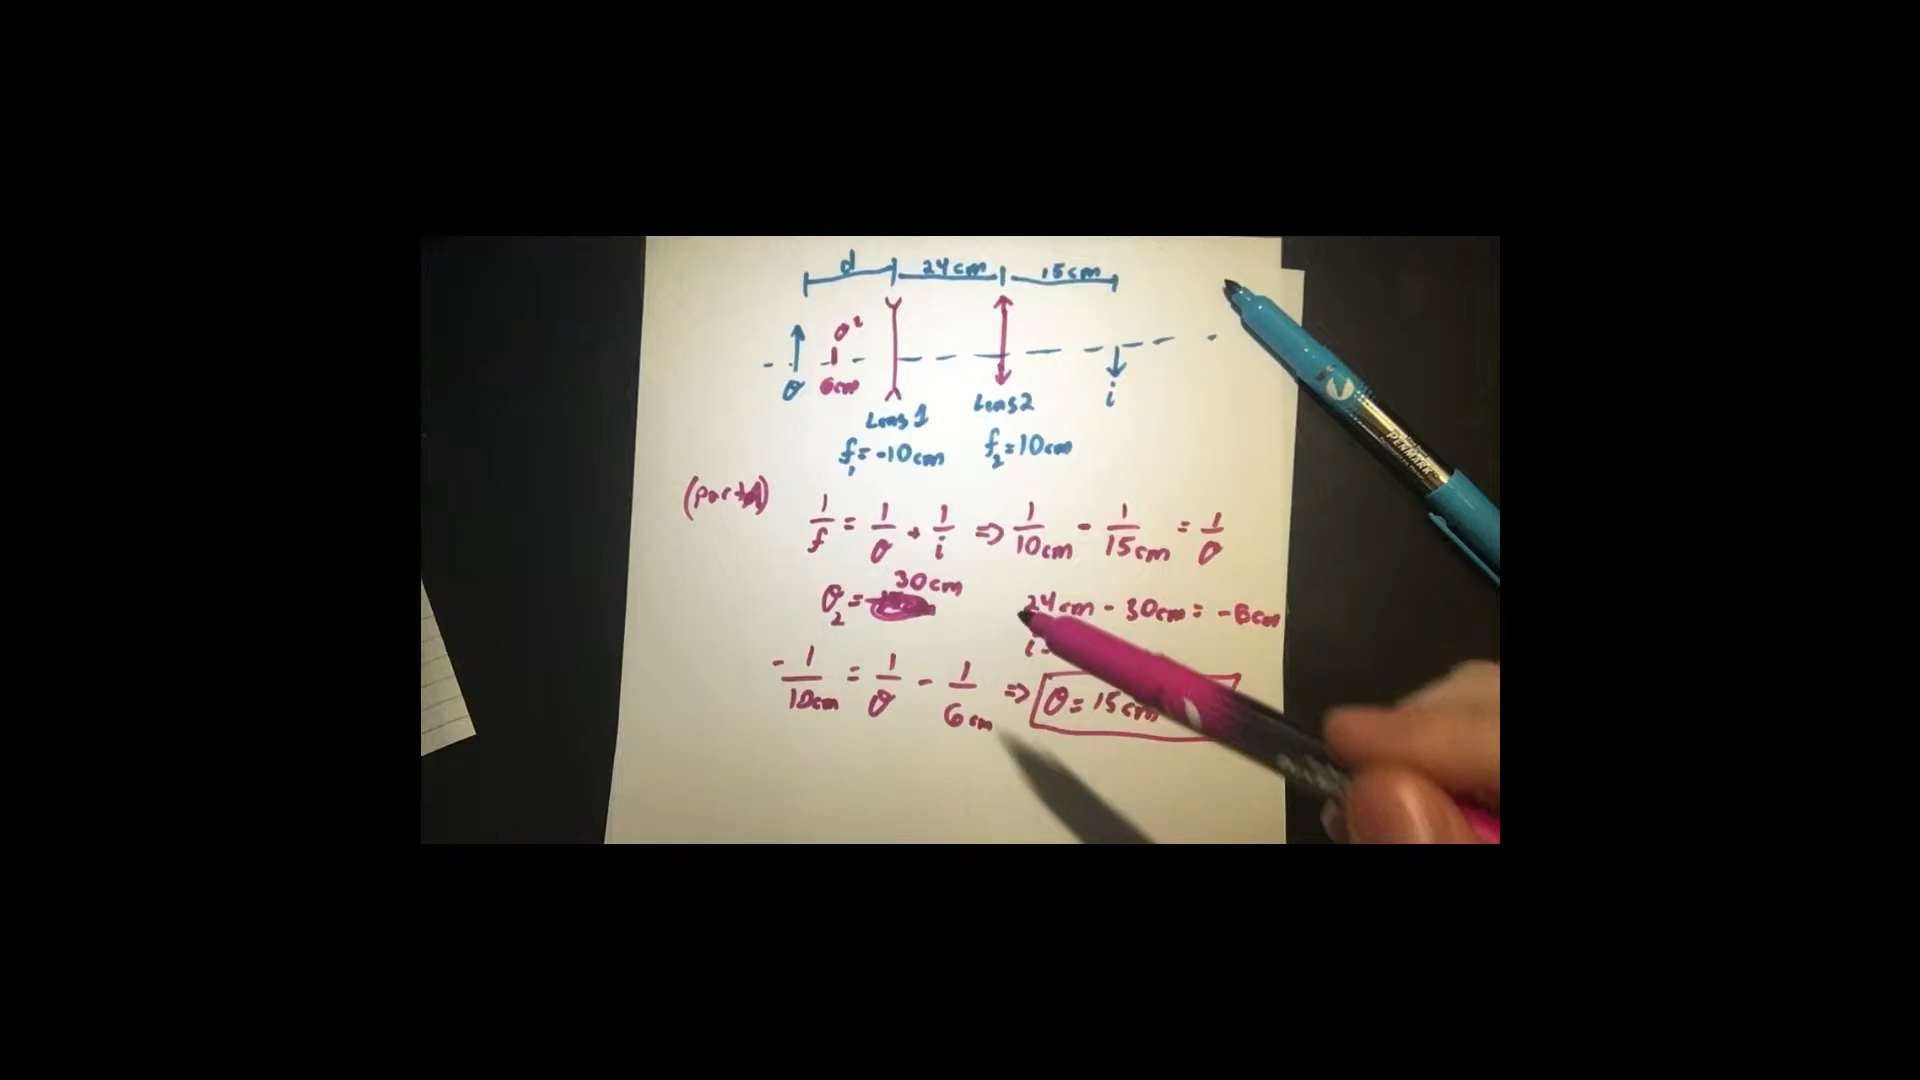 d 24cm 15cm
o²
o 6cm i
Lens 1 Lens 2
f₁=-10cm f₂=10cm
(part A)
1/f = 1/o + 1/i ⇒ 1/10cm - 1/15cm = 1/o
o₂= 30cm 24cm - 30cm = -6cm
i=
-1/10cm = 1/o - 1/6cm ⇒ o=15cm
PENMARK